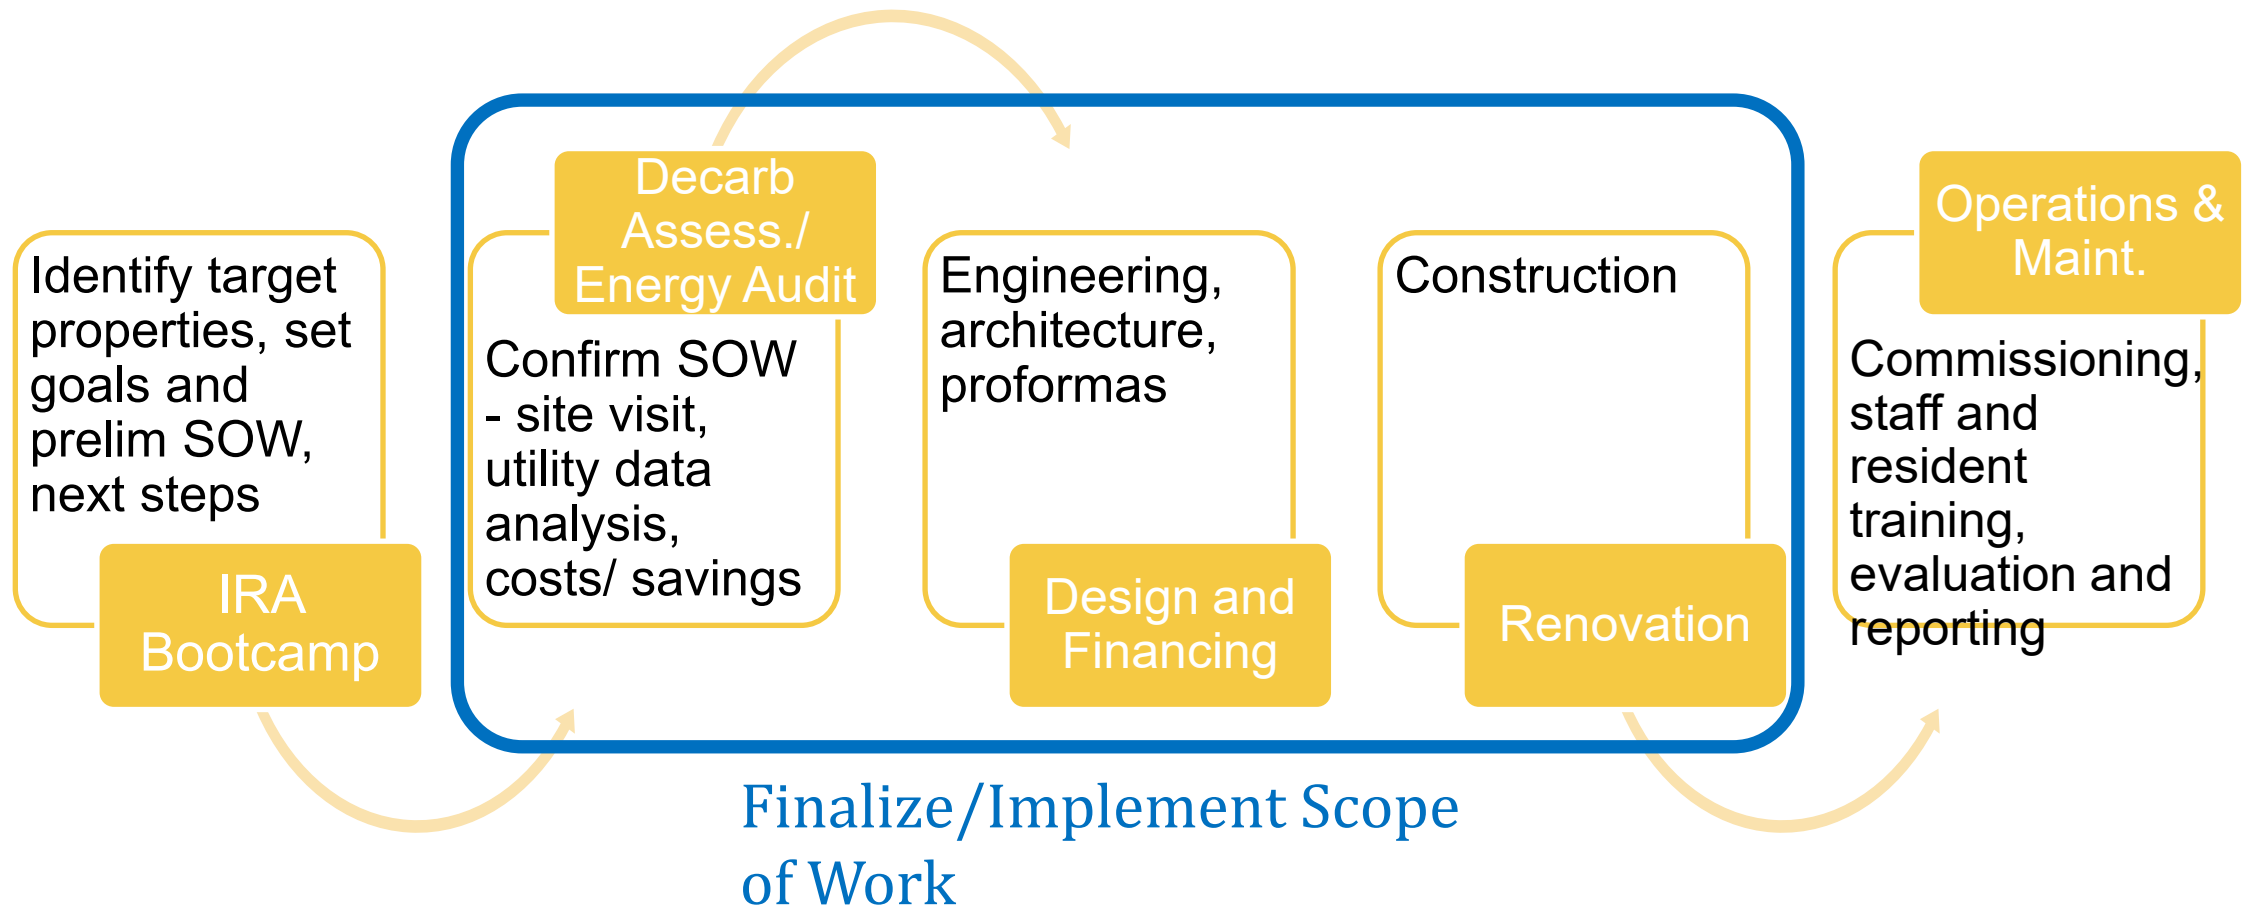 Identify target
properties, set
goals and
prelim SOW,
next steps
IRA
Bootcamp
Decarb
Assess./
Energy Audit
Confirm SOW
- site visit,
utility data
analysis,
costs/ savings
Engineering,
architecture,
proformas
Design and
Financing
Construction
Renovation
Operations &
Maint.
Commissioning,
staff and
resident
training,
evaluation and
reporting
Finalize/Implement Scope
of Work